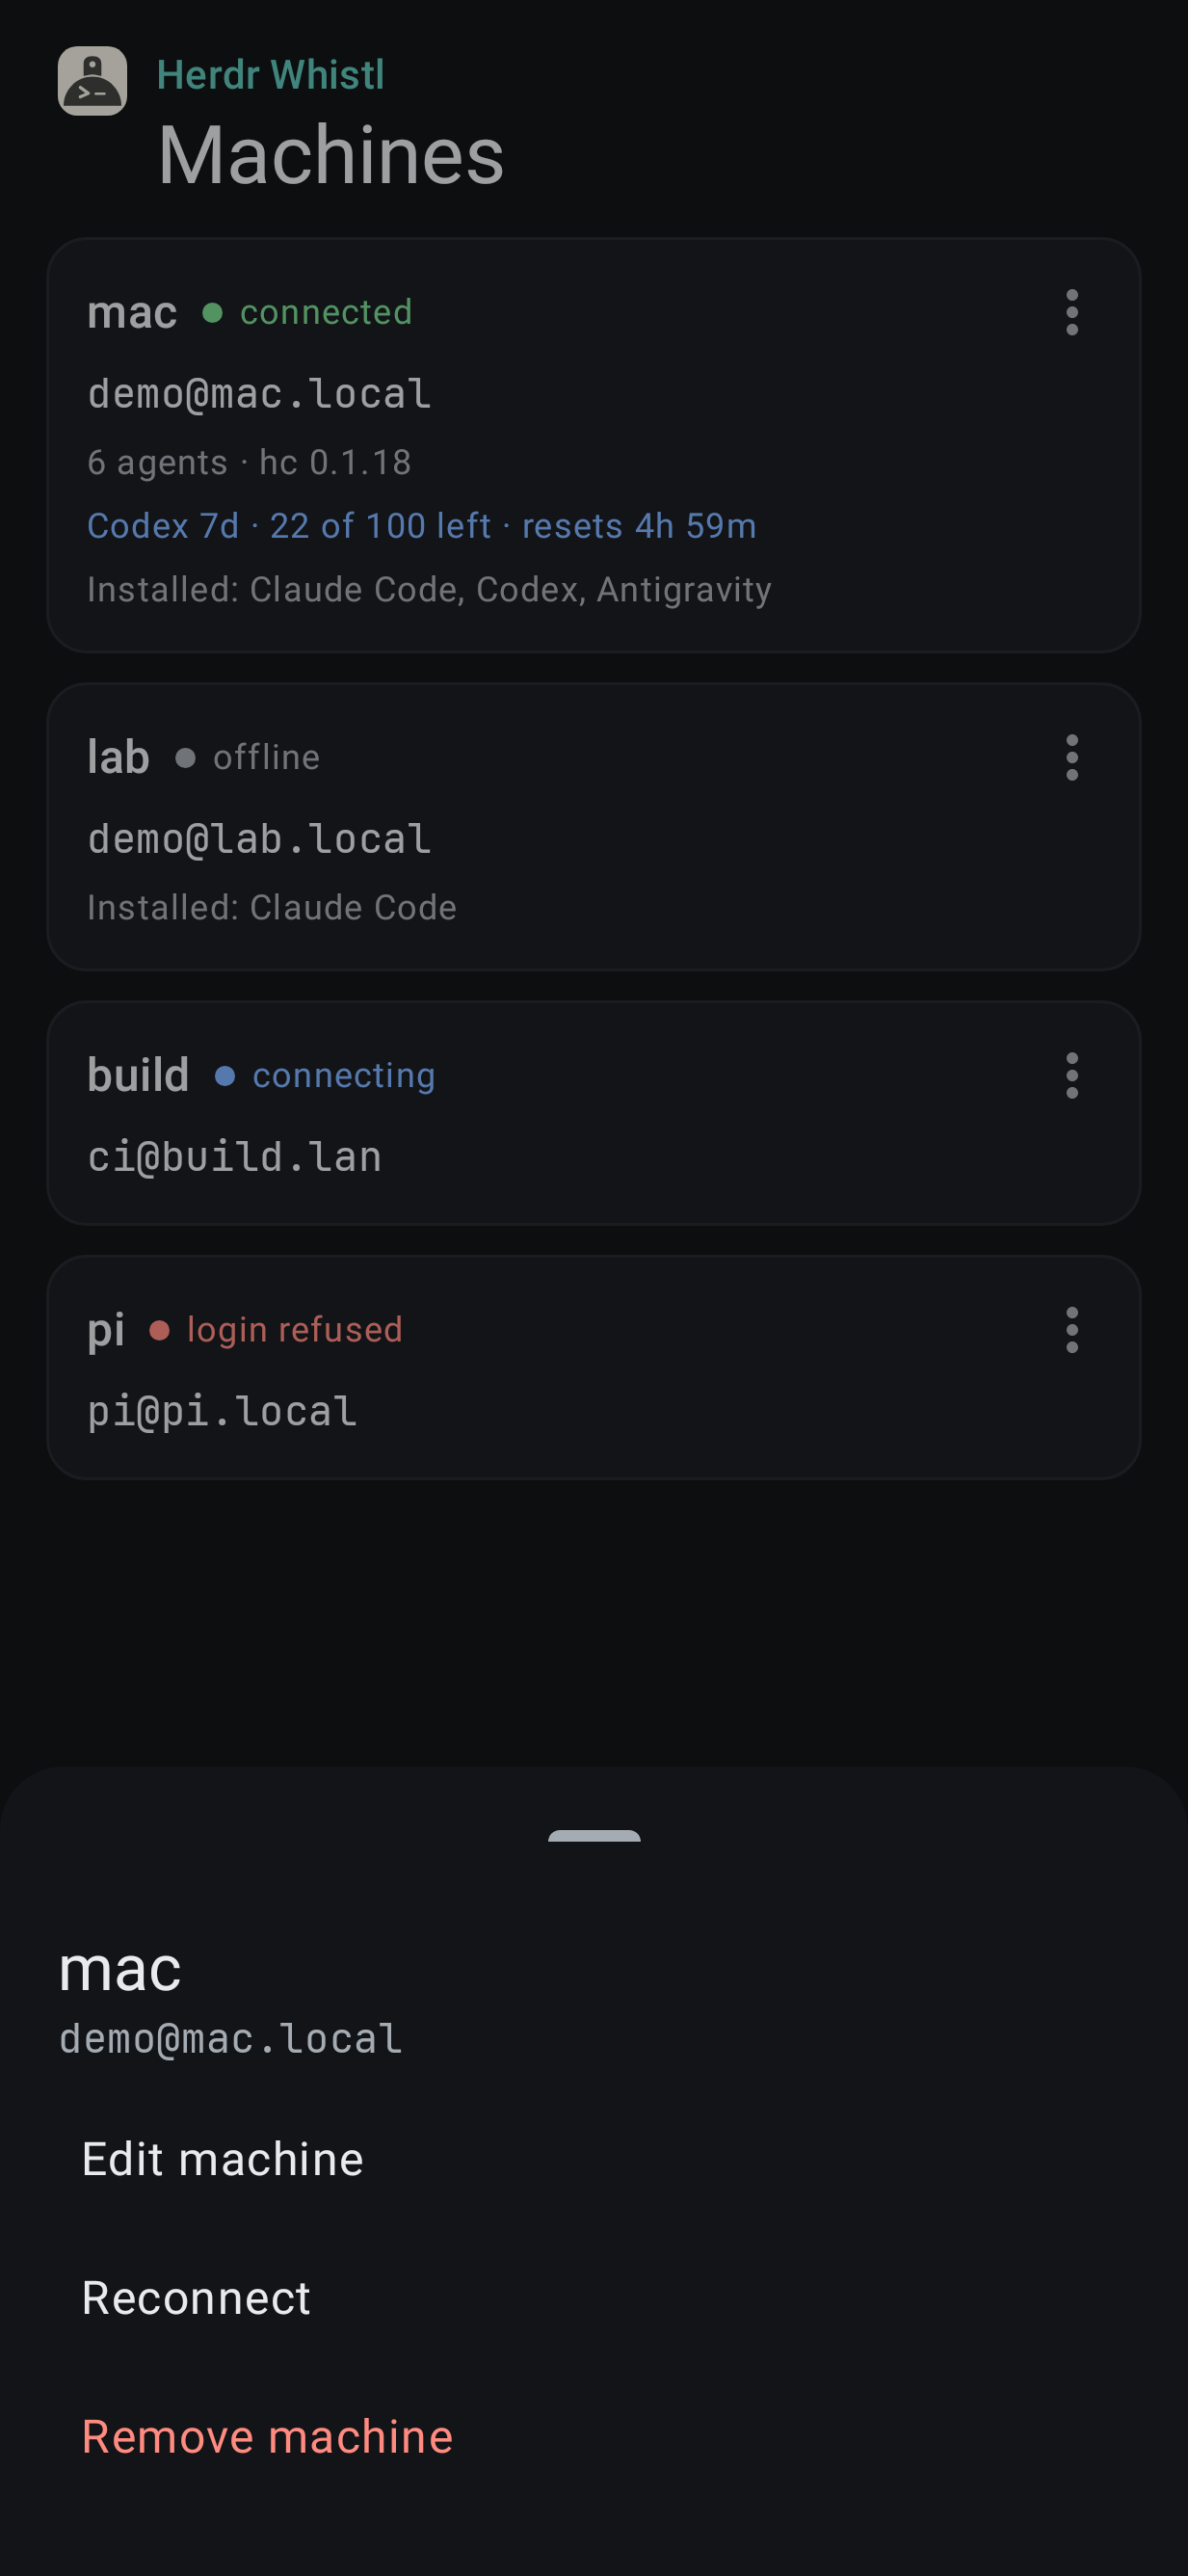 Herdr Whistl
Machines
mac connected
demo@mac.local
6 agents · hc 0.1.18
Codex 7d · 22 of 100 left · resets 4h 59m
Installed: Claude Code, Codex, Antigravity
lab offline
demo@lab.local
Installed: Claude Code
build connecting
ci@build.lan
pi login refused
pi@pi.local
mac
demo@mac.local
Edit machine
Reconnect
Remove machine